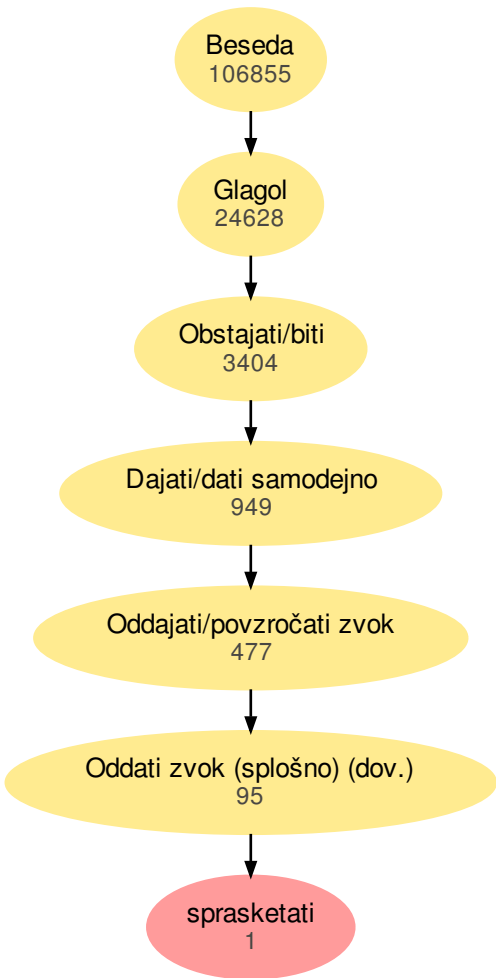 Beseda
106855
Glagol
24628
Obstajati/biti
3404
Dajati/dati samodejno
949
Oddajati/povzročati zvok
477
Oddati zvok (splošno) (dov.)
95
sprasketati
1